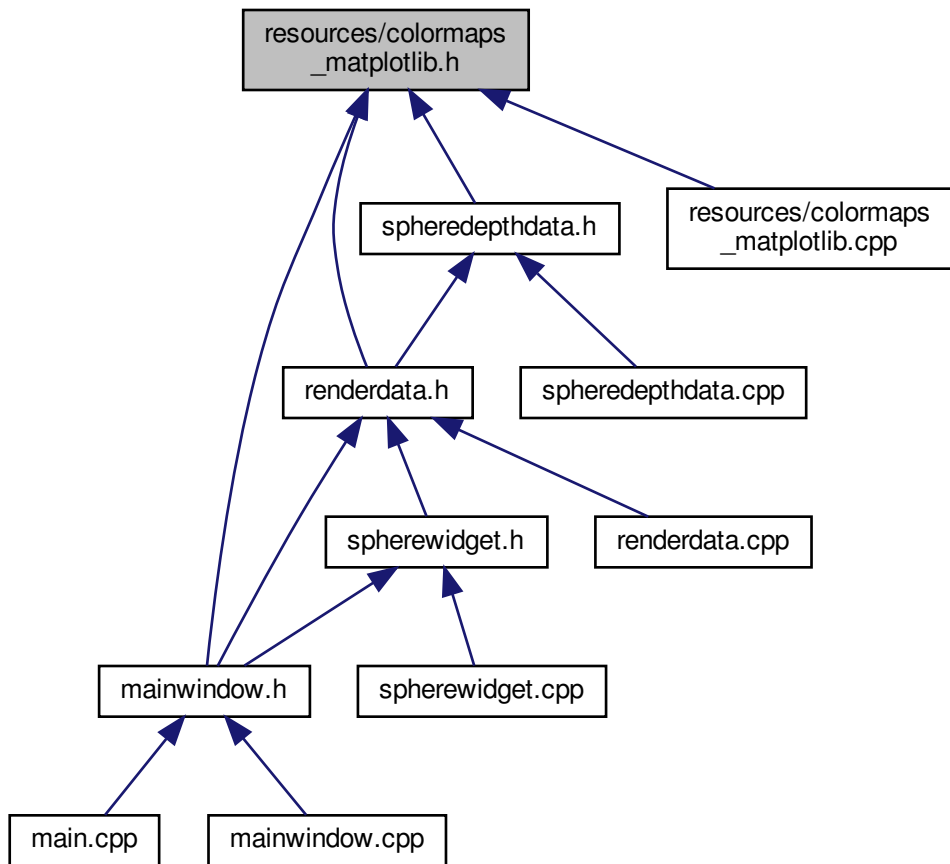 resources/colormaps
_matplotlib.h
spheredepthdata.h
resources/colormaps
_matplotlib.cpp
renderdata.h
spheredepthdata.cpp
spherewidget.h
renderdata.cpp
mainwindow.h
spherewidget.cpp
main.cpp
mainwindow.cpp